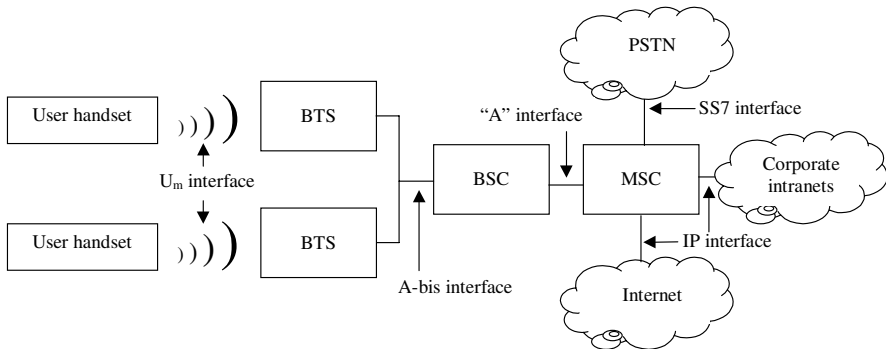 PSTN
User handset
BTS
"A" interface
SS7 interface
U_m interface
BSC
MSC
Corporate
intranets
User handset
BTS
IP interface
A-bis interface
Internet